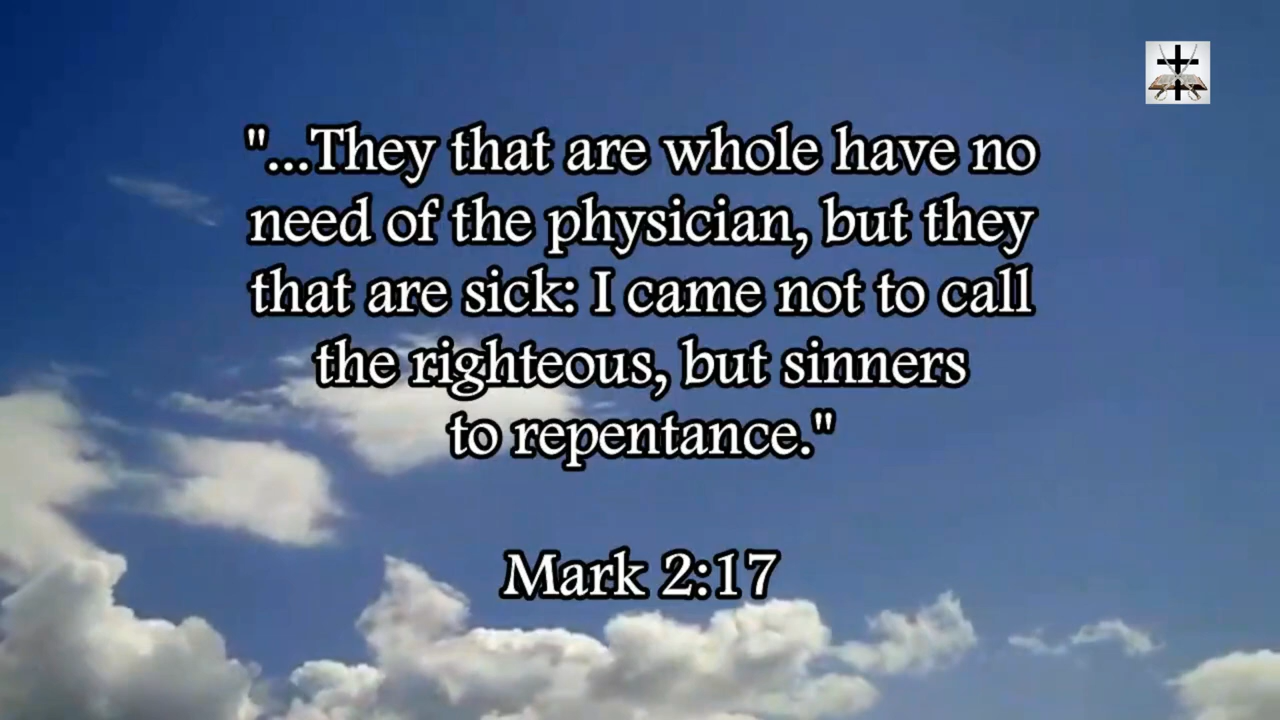 "...They that are whole have no
need of the physician, but they
that are sick: I came not to call
the righteous, but sinners
to repentance."
Mark 2:17